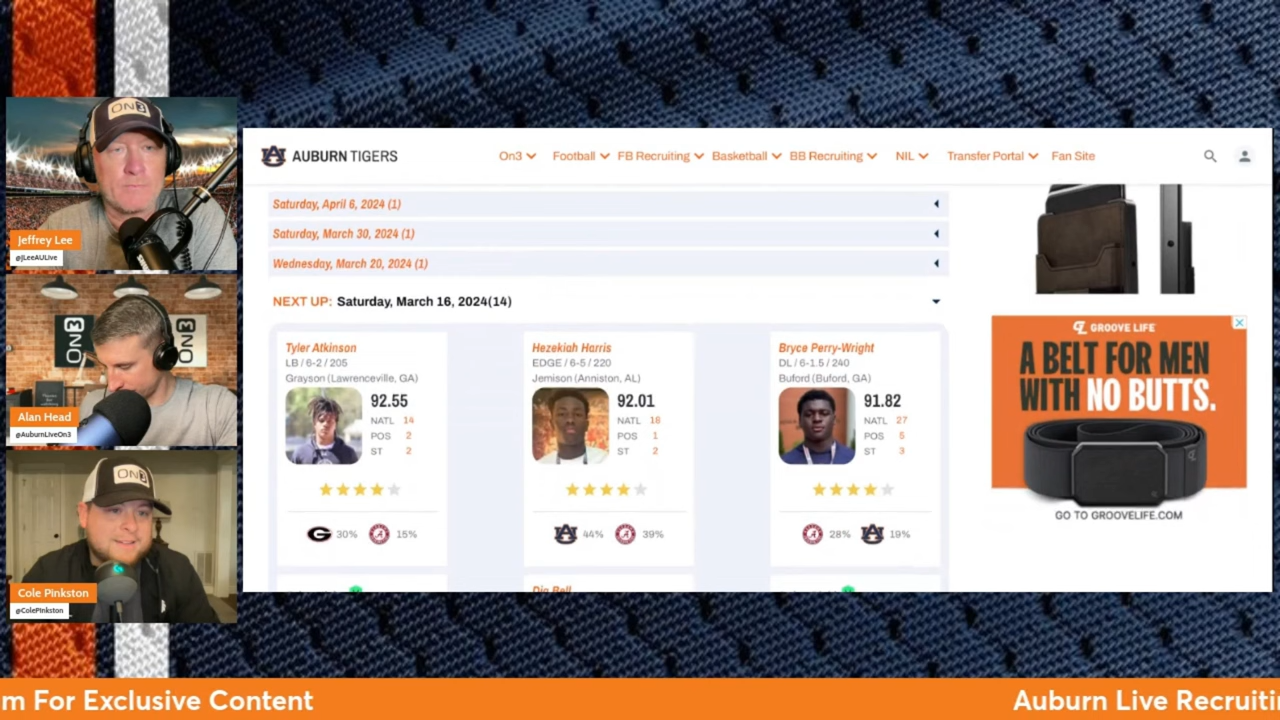 ON3
Jeffrey Lee
@JLeeAULive
ON3
ON3
Alan Head
@AuburnLiveOn3
ON3
Cole Pinkston
@ColePinkston
AUBURN TIGERS
On3
Football
FB Recruiting
Basketball
BB Recruiting
NIL
Transfer Portal
Fan Site
Saturday, April 6, 2024 (1)
Saturday, March 30, 2024 (1)
Wednesday, March 20, 2024 (1)
NEXT UP: Saturday, March 16, 2024(14)
Tyler Atkinson
LB / 6-2 / 205
Grayson (Lawrenceville, GA)
92.55
NATL 14
POS 2
ST 2
30% 15%
Hezekiah Harris
EDGE / 6-5 / 220
Jemison (Anniston, AL)
92.01
NATL 18
POS 1
ST 2
44% 39%
Bryce Perry-Wright
DL / 6-1.5 / 240
Buford (Buford, GA)
91.82
NATL 27
POS 5
ST 3
28% 19%
GROOVE LIFE
A BELT FOR MEN
WITH NO BUTTS.
GO TO GROOVELIFE.COM
m For Exclusive Content
Auburn Live Recruiti